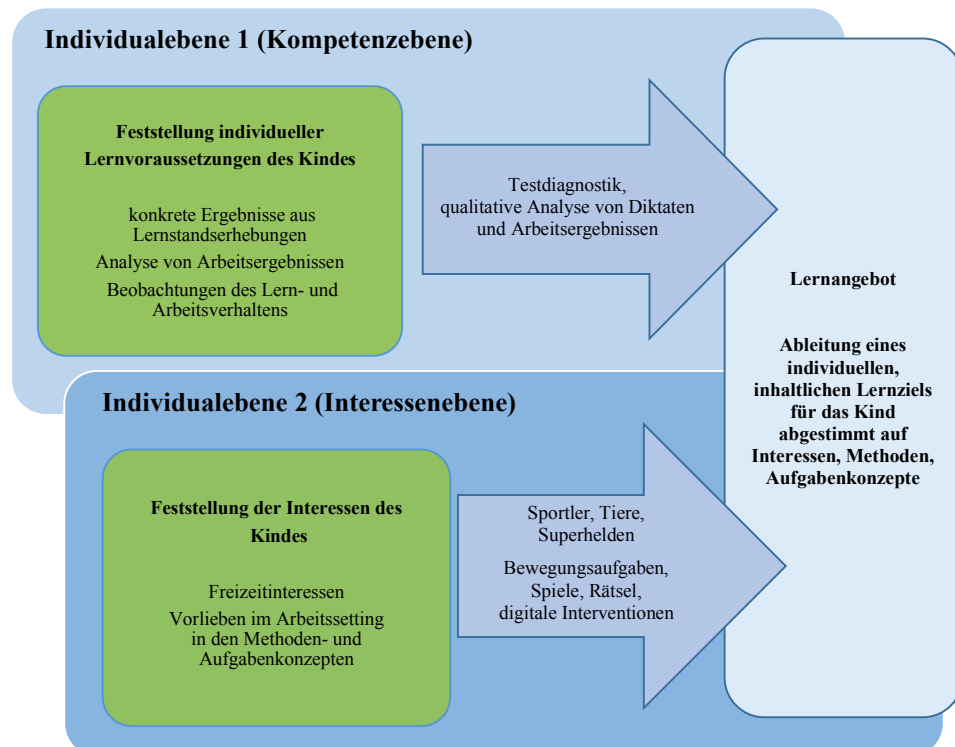 Individualebene 1 (Kompetenzebene)
Feststellung individueller
Lernvoraussetzungen des Kindes
konkrete Ergebnisse aus
Lernstandserhebungen
Analyse von Arbeitsergebnissen
Beobachtungen des Lern- und
Arbeitsverhaltens
Testdiagnostik,
qualitative Analyse von Diktaten
und Arbeitsergebnissen
Individualebene 2 (Interessenebene)
Feststellung der Interessen des
Kindes
Freizeitinteressen
Vorlieben im Arbeitssetting
in den Methoden- und
Aufgabenkonzepten
Sportler, Tiere,
Superhelden
Bewegungsaufgaben,
Spiele, Rätsel,
digitale Interventionen
Lernangebot
Ableitung eines
individuellen,
inhaltlichen Lernziels
für das Kind
abgestimmt auf
Interessen, Methoden,
Aufgabenkonzepte